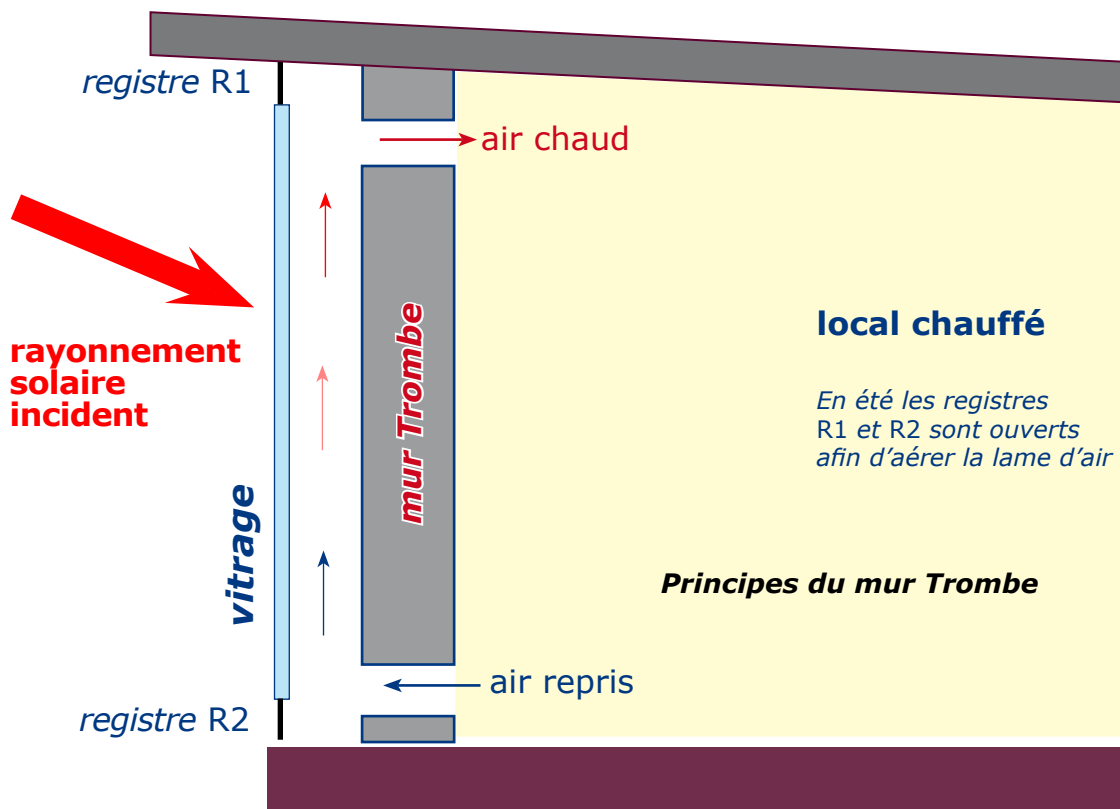 registre R1
air chaud
rayonnement
solaire
incident
mur Trombe
local chauffé
En été les registres
R1 et R2 sont ouverts
afin d’aérer la lame d’air
vitrage
Principes du mur Trombe
air repris
registre R2